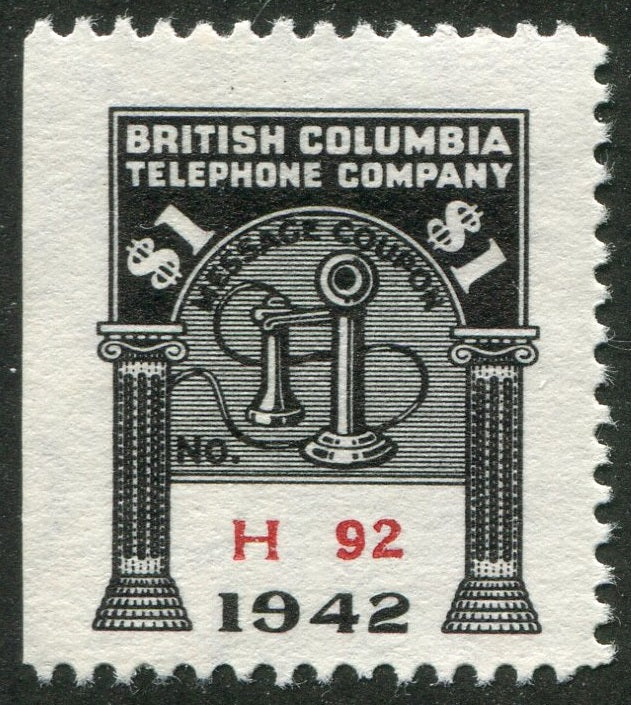 BRITISH COLUMBIA
TELEPHONE COMPANY
$1 $1
MESSAGE COUPON
No.
H 92
1942